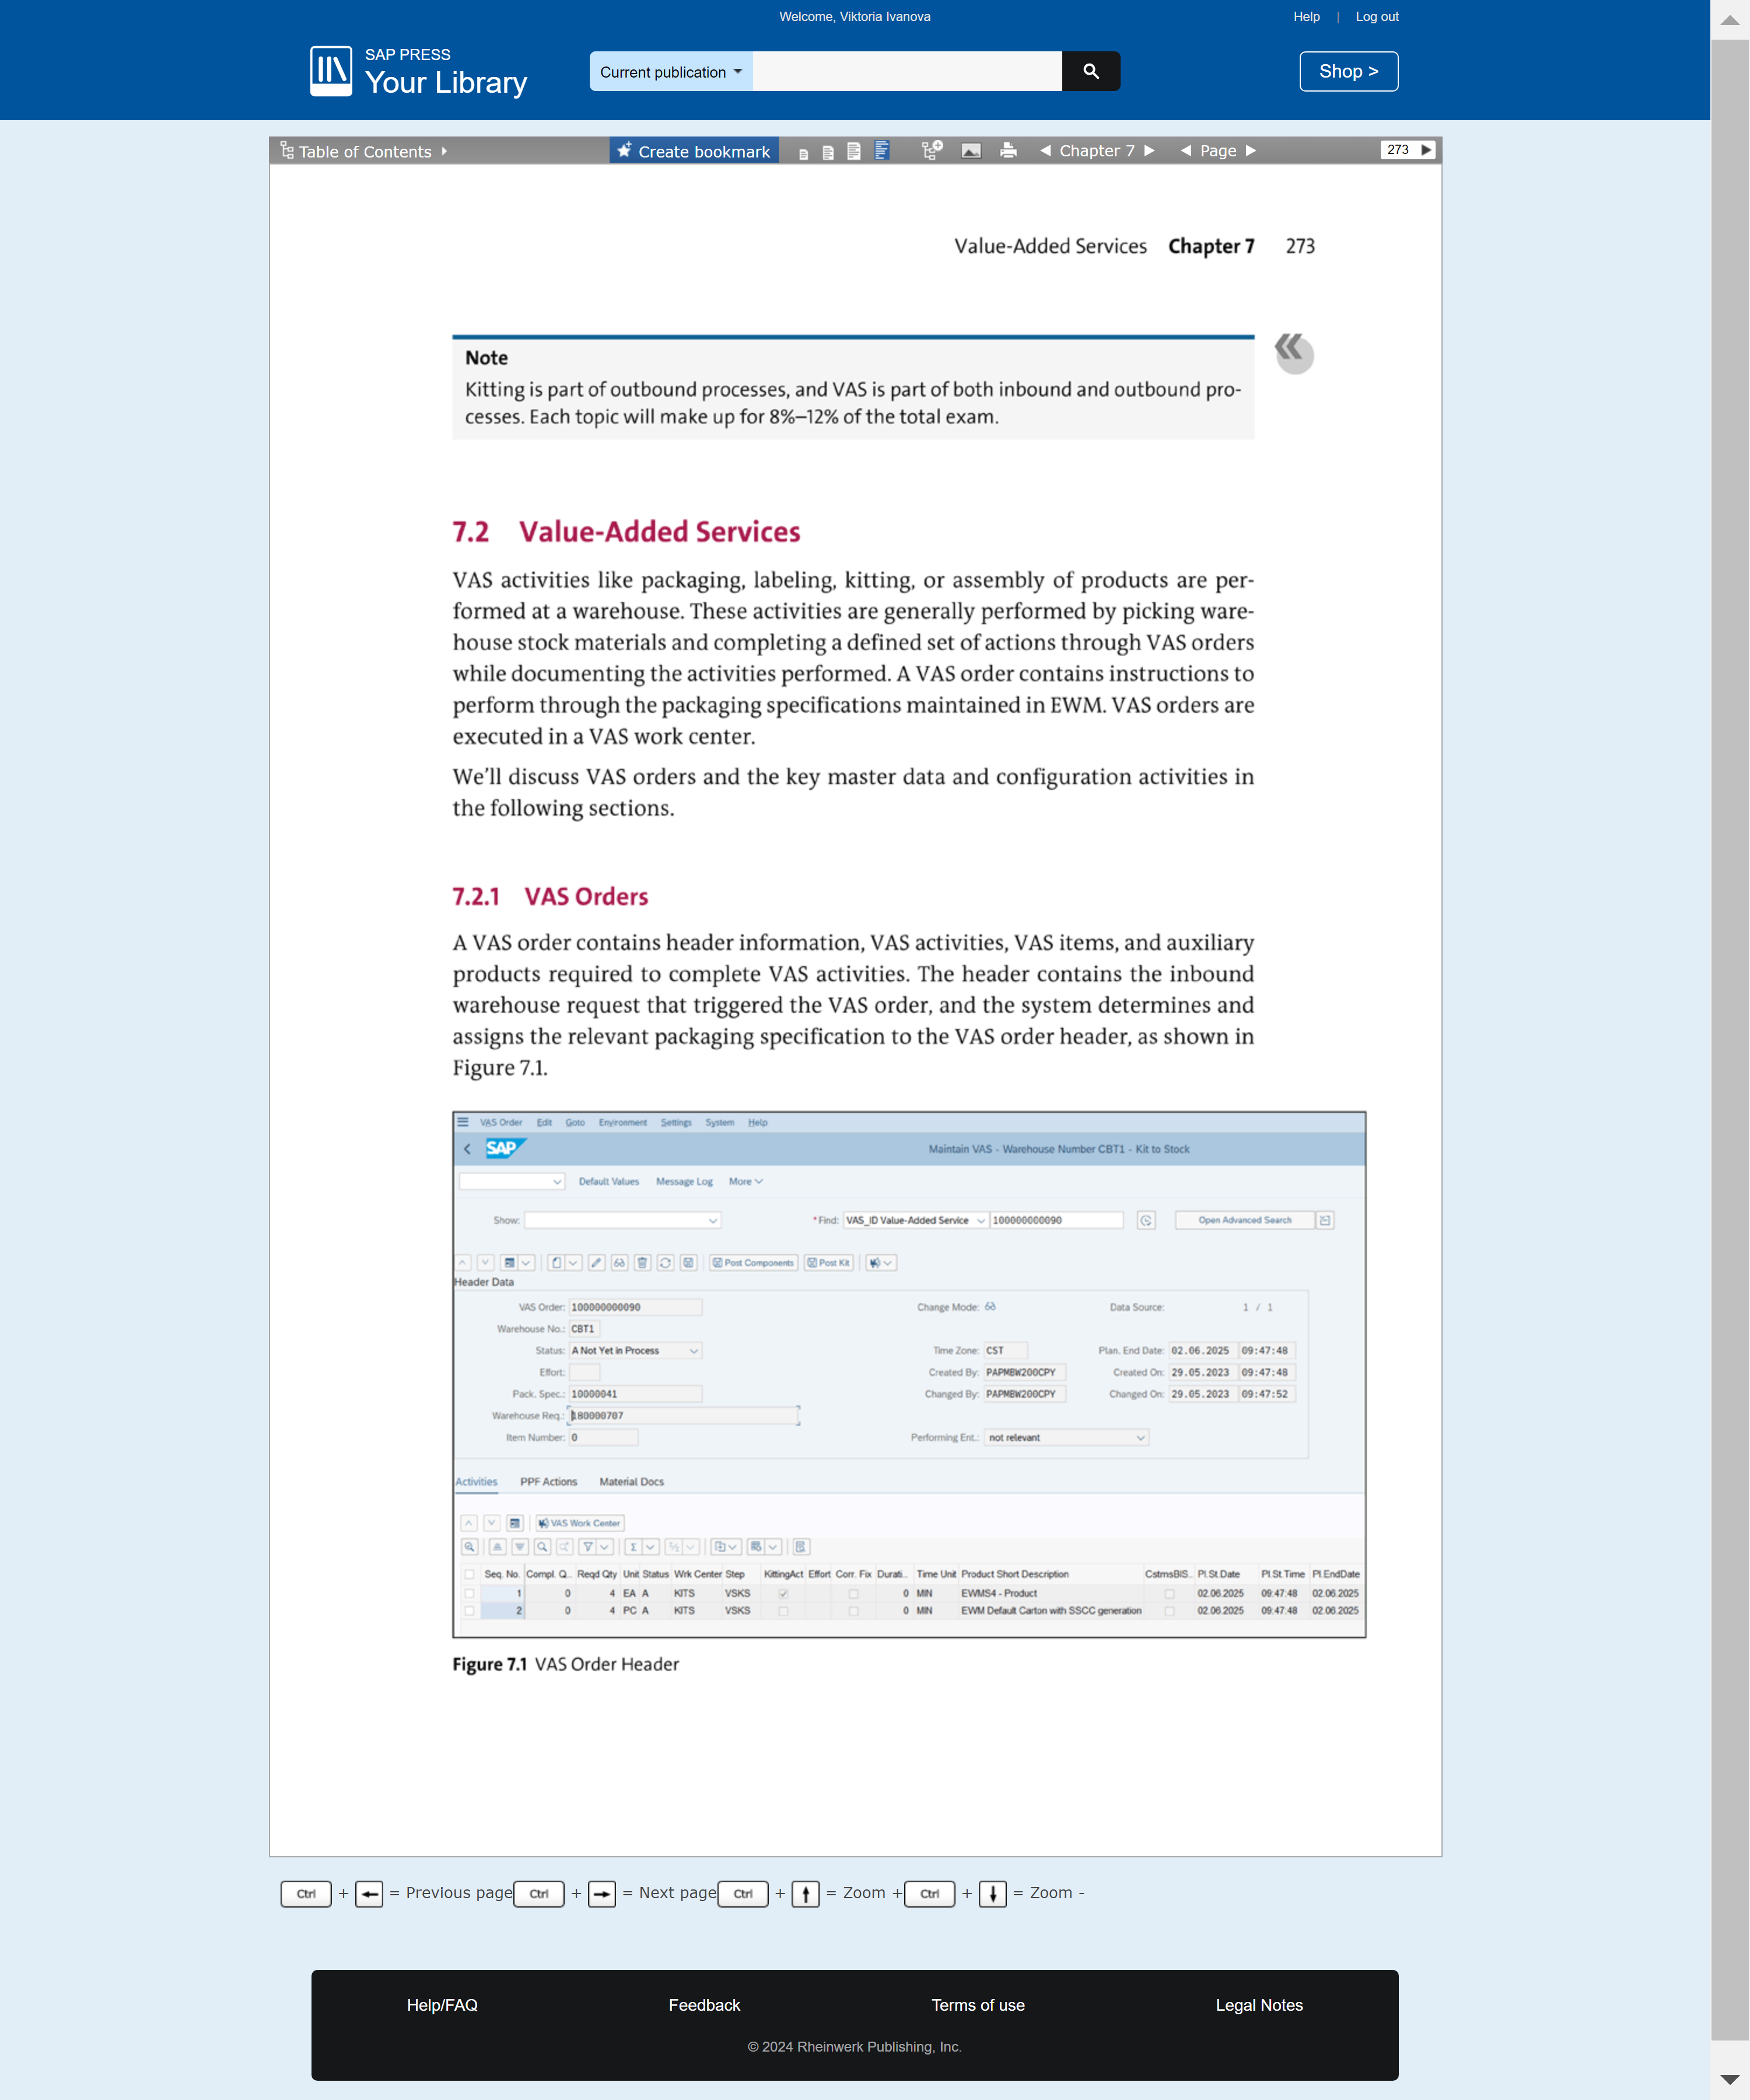 Welcome, Viktoria Ivanova
Help | Log out
SAP PRESS
Your Library
Current publication
Shop >
Table of Contents
Create bookmark
Chapter 7
Page
273
Value-Added Services Chapter 7 273
Note
Kitting is part of outbound processes, and VAS is part of both inbound and outbound pro-
cesses. Each topic will make up for 8%–12% of the total exam.
7.2 Value-Added Services
VAS activities like packaging, labeling, kitting, or assembly of products are per-
formed at a warehouse. These activities are generally performed by picking ware-
house stock materials and completing a defined set of actions through VAS orders
while documenting the activities performed. A VAS order contains instructions to
perform through the packaging specifications maintained in EWM. VAS orders are
executed in a VAS work center.
We’ll discuss VAS orders and the key master data and configuration activities in
the following sections.
7.2.1 VAS Orders
A VAS order contains header information, VAS activities, VAS items, and auxiliary
products required to complete VAS activities. The header contains the inbound
warehouse request that triggered the VAS order, and the system determines and
assigns the relevant packaging specification to the VAS order header, as shown in
Figure 7.1.
VAS Order Edit Goto Environment Settings System Help
SAP
Maintain VAS - Warehouse Number CBT1 - Kit to Stock
Default Values Message Log More
Show: *Find: VAS_ID Value-Added Service 100000000090 Open Advanced Search
Post Components Post Kit
Header Data
VAS Order: 100000000090 Change Mode: Data Source: 1 / 1
Warehouse No.: CBT1
Status: A Not Yet in Process Time Zone: CST Plan. End Date: 02.06.2025 09:47:48
Effort: Created By: PAPMBW200CPY Created On: 29.05.2023 09:47:48
Pack. Spec.: 10000041 Changed By: PAPMBW200CPY Changed On: 29.05.2023 09:47:52
Warehouse Req.: 180000707
Item Number: 0 Performing Ent.: not relevant
Activities PPF Actions Material Docs
VAS Work Center
Seq. No. Compl. Q.. Reqd Qty Unit Status Wrk Center Step KittingAct Effort Corr. Fix Durati.. Time Unit Product Short Description CstmsBlS.. Pl.St.Date Pl.St.Time Pl.EndDate
1 0 4 EA A KITS VSKS 0 MIN EWMS4 - Product 02.06.2025 09:47:48 02.06.2025
2 0 4 PC A KITS VSKS 0 MIN EWM Default Carton with SSCC generation 02.06.2025 09:47:48 02.06.2025
Figure 7.1 VAS Order Header
Ctrl + = Previous page Ctrl + = Next page Ctrl + = Zoom + Ctrl + = Zoom -
Help/FAQ Feedback Terms of use Legal Notes
© 2024 Rheinwerk Publishing, Inc.